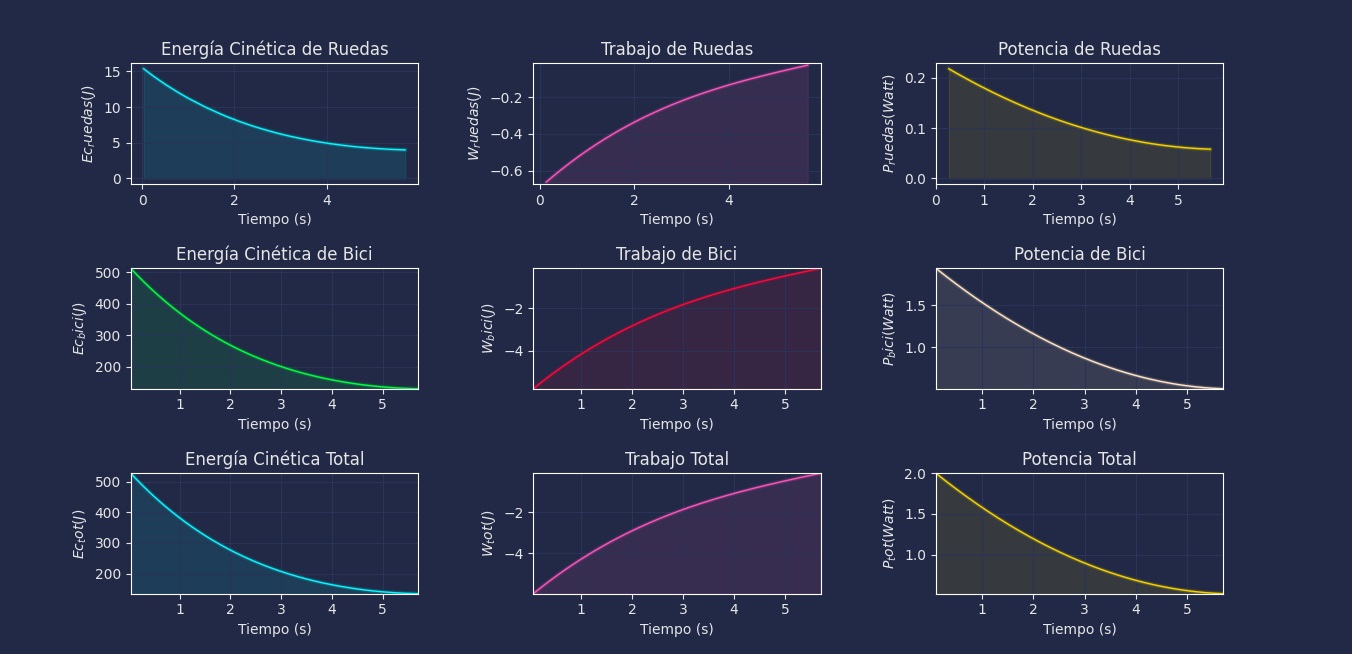 Energía Cinética de Ruedas
Ec_ruedas(J)
15
10
5
0
0 2 4
Tiempo (s)
Trabajo de Ruedas
W_ruedas(J)
−0.2
−0.4
−0.6
0 2 4
Tiempo (s)
Potencia de Ruedas
P_ruedas(Watt)
0.2
0.1
0.0
0 1 2 3 4 5
Tiempo (s)
Energía Cinética de Bici
Ec_bici(J)
500
400
300
200
1 2 3 4 5
Tiempo (s)
Trabajo de Bici
W_bici(J)
−2
−4
1 2 3 4 5
Tiempo (s)
Potencia de Bici
P_bici(Watt)
1.5
1.0
1 2 3 4 5
Tiempo (s)
Energía Cinética Total
Ec_tot(J)
500
400
300
200
1 2 3 4 5
Tiempo (s)
Trabajo Total
W_tot(J)
−2
−4
1 2 3 4 5
Tiempo (s)
Potencia Total
P_tot(Watt)
2.0
1.5
1.0
1 2 3 4 5
Tiempo (s)